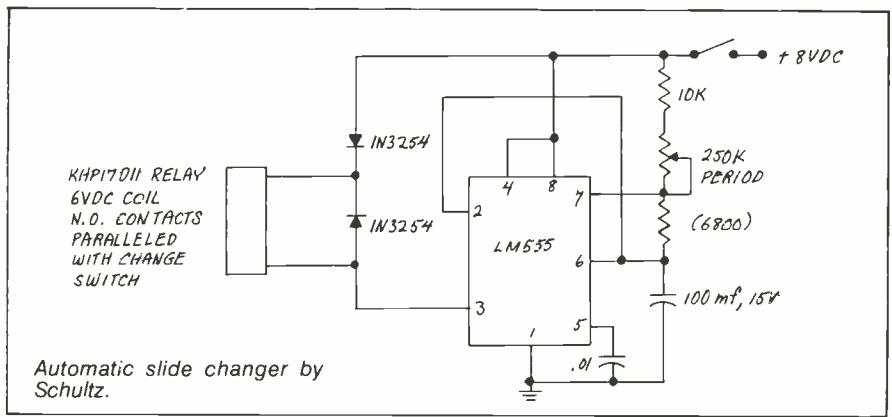 + 8VDC
10K
1N3254
250K
PERIOD
KHP17D11 RELAY
6VDC COIL
N.O. CONTACTS
PARALLELED
WITH CHANGE
SWITCH
4
8
7
2
1N3254
(6800)
LM555
6
3
100 mf, 15V
5
1
.01
Automatic slide changer by
Schultz.